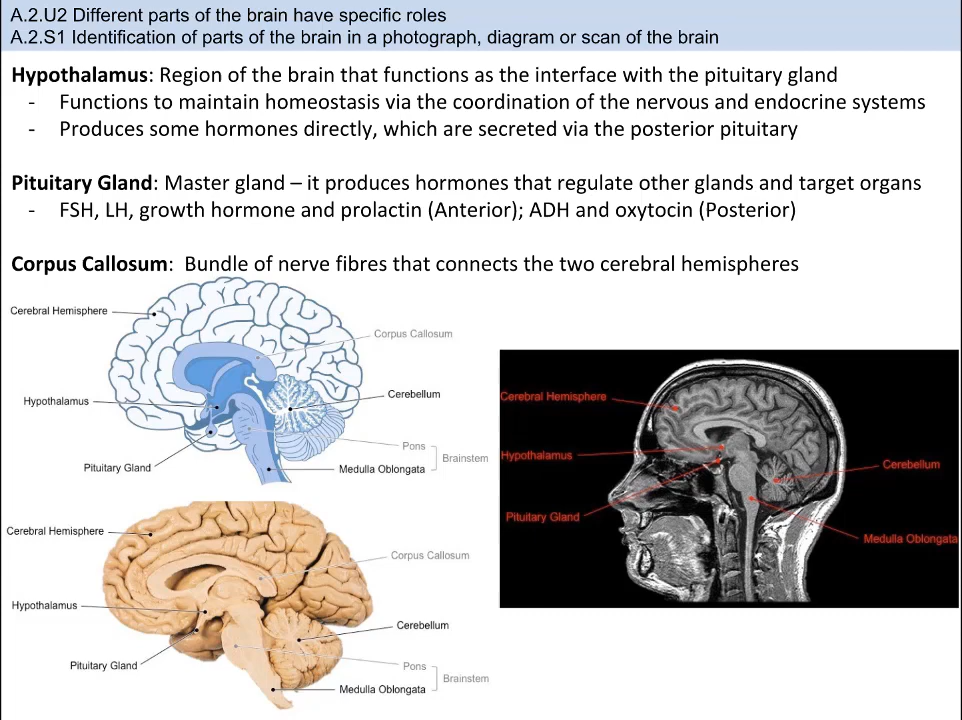 A.2.U2 Different parts of the brain have specific roles
A.2.S1 Identification of parts of the brain in a photograph, diagram or scan of the brain
Hypothalamus: Region of the brain that functions as the interface with the pituitary gland
- Functions to maintain homeostasis via the coordination of the nervous and endocrine systems
- Produces some hormones directly, which are secreted via the posterior pituitary
Pituitary Gland: Master gland – it produces hormones that regulate other glands and target organs
- FSH, LH, growth hormone and prolactin (Anterior); ADH and oxytocin (Posterior)
Corpus Callosum: Bundle of nerve fibres that connects the two cerebral hemispheres
Cerebral Hemisphere
Corpus Callosum
Hypothalamus
Cerebellum
Pons
Brainstem
Pituitary Gland
Medulla Oblongata
Cerebral Hemisphere
Hypothalamus
Cerebellum
Pituitary Gland
Medulla Oblongata
Cerebral Hemisphere
Corpus Callosum
Hypothalamus
Cerebellum
Pituitary Gland
Pons
Brainstem
Medulla Oblongata